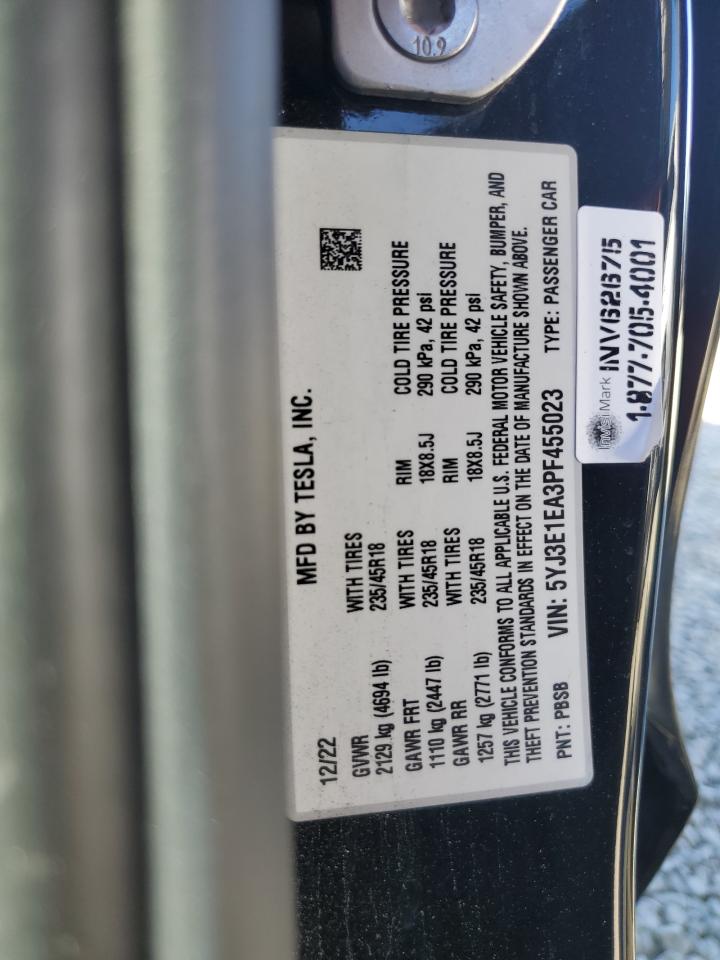 10.9
MFD BY TESLA, INC.
12/22
GVWR WITH TIRES
2129 kg (4694 lb) 235/45R18
GAWR FRT WITH TIRES RIM COLD TIRE PRESSURE
1110 kg (2447 lb) 235/45R18 18X8.5J 290 kPa, 42 psi
GAWR RR WITH TIRES RIM COLD TIRE PRESSURE
1257 kg (2771 lb) 235/45R18 18X8.5J 290 kPa, 42 psi
THIS VEHICLE CONFORMS TO ALL APPLICABLE U.S. FEDERAL MOTOR VEHICLE SAFETY, BUMPER, AND
THEFT PREVENTION STANDARDS IN EFFECT ON THE DATE OF MANUFACTURE SHOWN ABOVE.
PNT: PBSB VIN: 5YJ3E1EA3PF455023 TYPE: PASSENGER CAR
invisiMark INV626715
1-877-705-4001